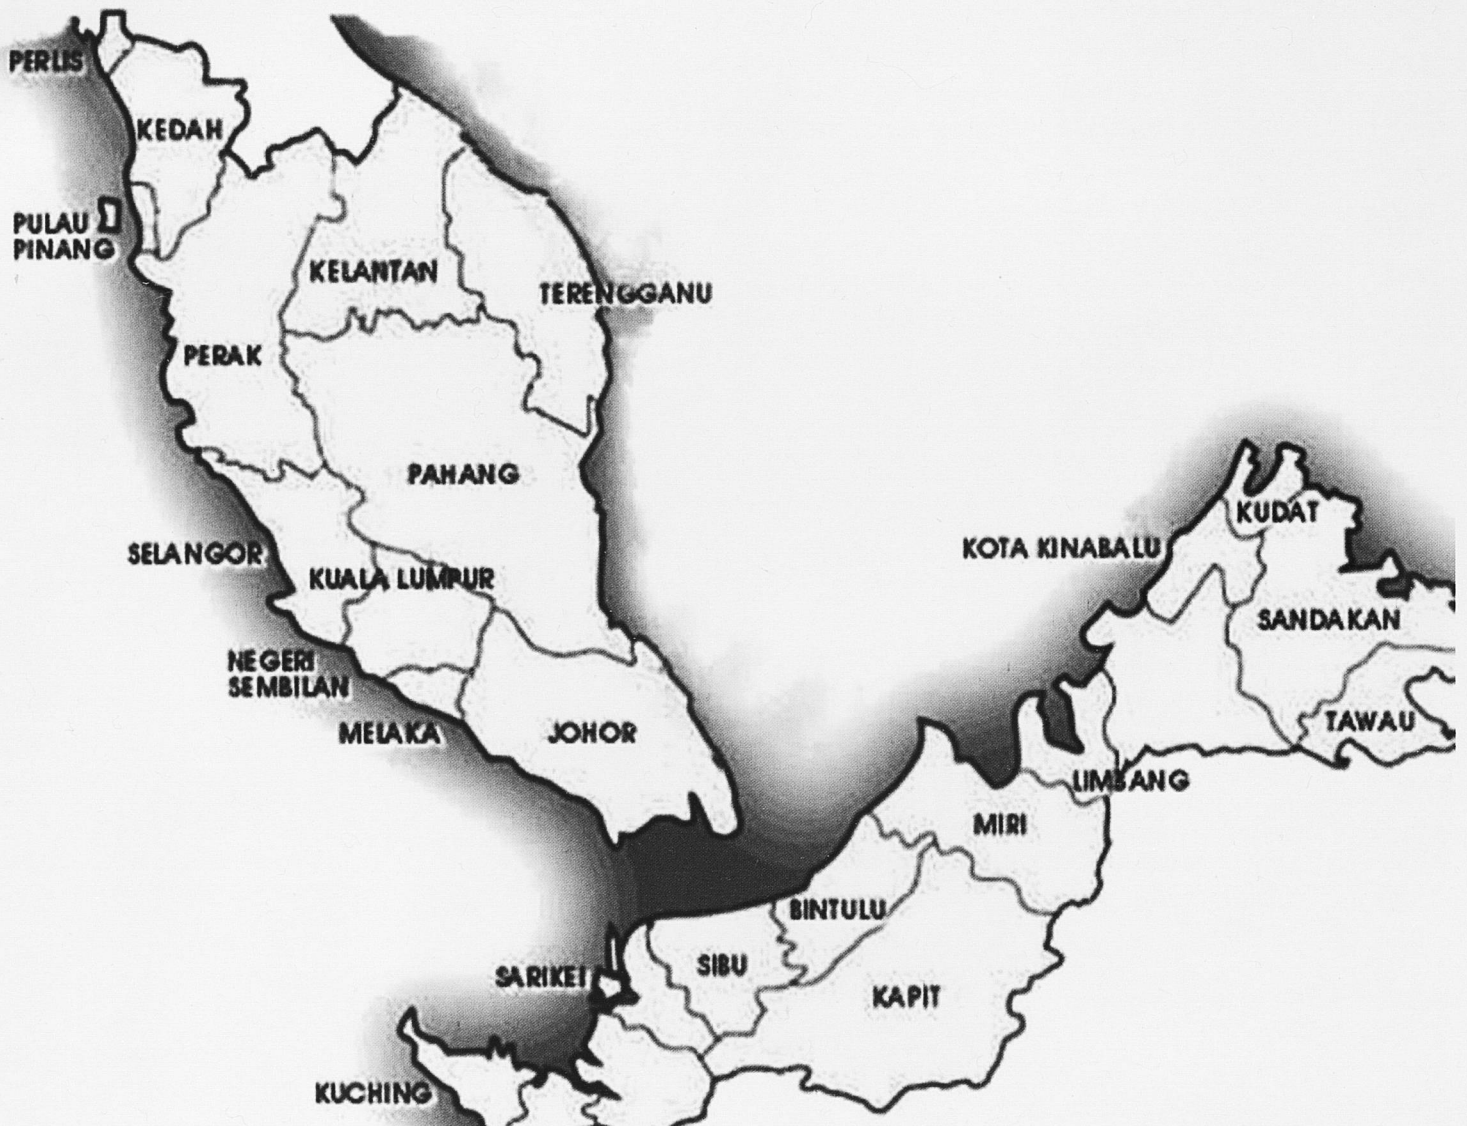 PERLIS
KEDAH
PULAU
PINANG
KELANTAN
TERENGGANU
PERAK
PAHANG
SELANGOR
KUALA LUMPUR
NEGERI
SEMBILAN
MELAKA
JOHOR
KUDAT
KOTA KINABALU
SANDAKAN
TAWAU
LIMBANG
MIRI
BINTULU
SIBU
SARIKEI
KAPIT
KUCHING